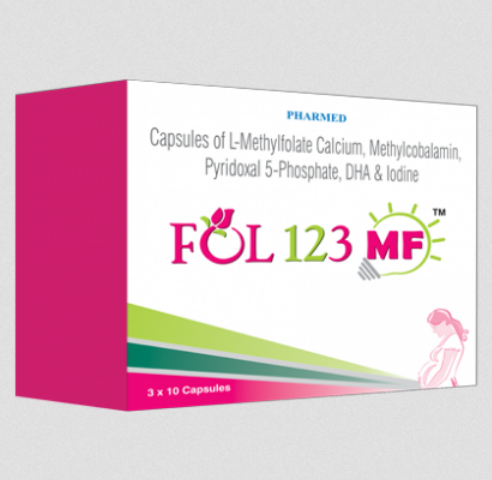 PHARMED
Capsules of L-Methylfolate Calcium, Methylcobalamin,
Pyridoxal 5-Phosphate, DHA & Iodine
FOL 123 MF™
3 x 10 Capsules